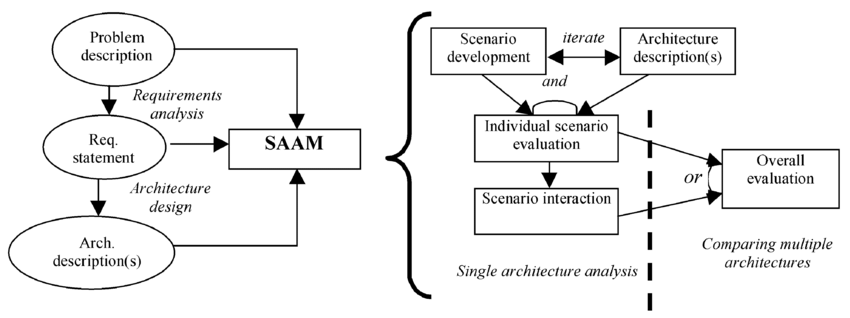 Problem
description
Requirements
analysis
Req.
statement
SAAM
Architecture
design
Arch.
description(s)
Scenario
development
iterate
Architecture
description(s)
and
Individual scenario
evaluation
Scenario interaction
or
Overall
evaluation
Single architecture analysis
Comparing multiple
architectures